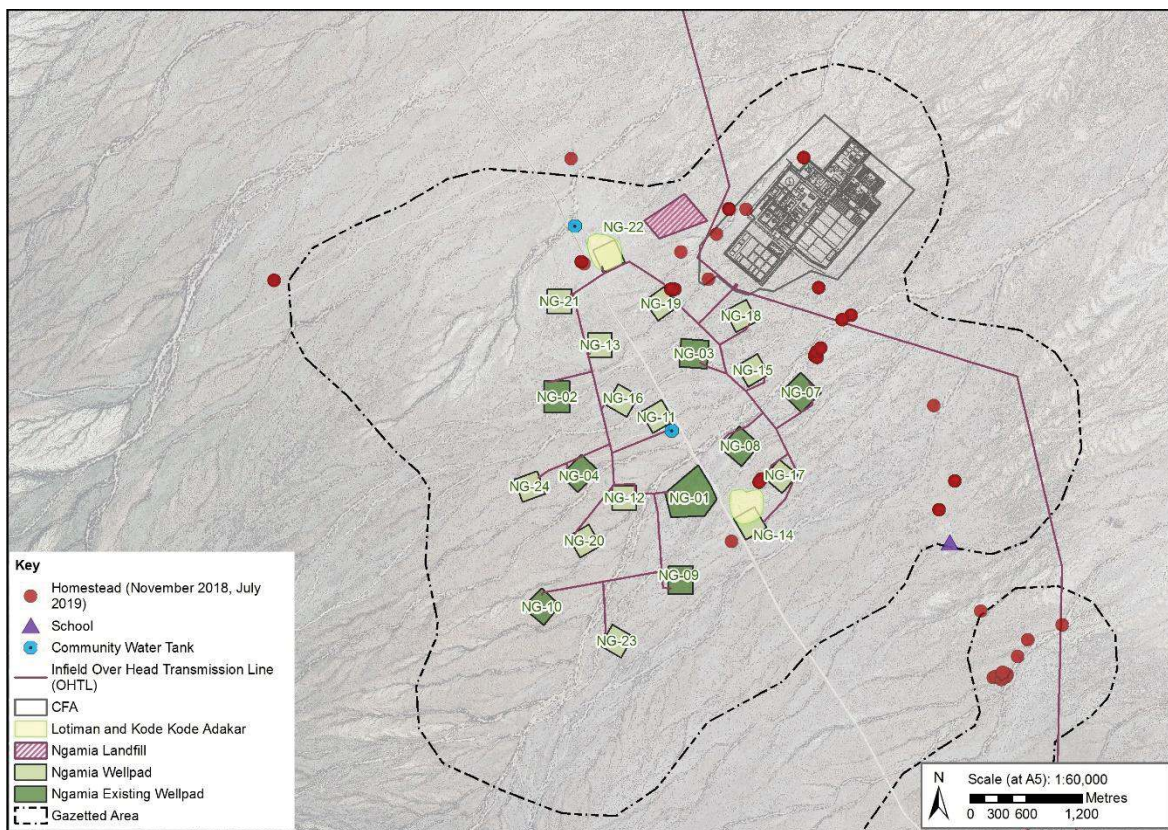 NG-22
NG-21
NG-19
NG-18
NG-13
NG-03
NG-15
NG-02
NG-16
NG-07
NG-11
NG-08
NG-04
NG-17
NG-24
NG-12
NG-01
NG-14
NG-20
NG-09
NG-10
NG-23
Key
Homestead (November 2018, July
2019)
School
Community Water Tank
Infield Over Head Transmission Line
(OHTL)
CFA
Lotiman and Kode Kode Adakar
Ngamia Landfill
Ngamia Wellpad
Ngamia Existing Wellpad
Gazetted Area
N
Scale (at A5): 1:60,000
Metres
0 300 600 1,200